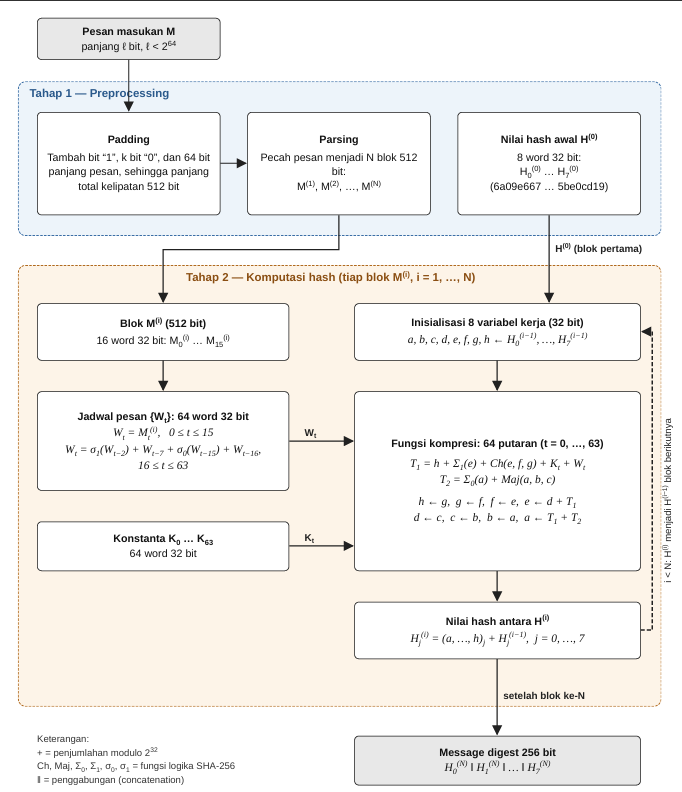 Pesan masukan M
panjang ℓ bit, ℓ < 2^64
Tahap 1 — Preprocessing
Padding
Tambah bit “1”, k bit “0”, dan 64 bit
panjang pesan, sehingga panjang
total kelipatan 512 bit
Parsing
Pecah pesan menjadi N blok 512
bit:
M^(1), M^(2), …, M^(N)
Nilai hash awal H^(0)
8 word 32 bit:
H_0^(0) … H_7^(0)
(6a09e667 … 5be0cd19)
H^(0) (blok pertama)
Tahap 2 — Komputasi hash (tiap blok M^(i), i = 1, …, N)
Blok M^(i) (512 bit)
16 word 32 bit: M_0^(i) … M_15^(i)
Inisialisasi 8 variabel kerja (32 bit)
a, b, c, d, e, f, g, h ← H_0^(i−1), …, H_7^(i−1)
Jadwal pesan {W_t}: 64 word 32 bit
W_t = M_t^(i), 0 ≤ t ≤ 15
W_t = σ_1(W_t−2) + W_t−7 + σ_0(W_t−15) + W_t−16,
16 ≤ t ≤ 63
W_t
Fungsi kompresi: 64 putaran (t = 0, …, 63)
T_1 = h + Σ_1(e) + Ch(e, f, g) + K_t + W_t
T_2 = Σ_0(a) + Maj(a, b, c)
h ← g, g ← f, f ← e, e ← d + T_1
d ← c, c ← b, b ← a, a ← T_1 + T_2
Konstanta K_0 … K_63
64 word 32 bit
K_t
i < N: H^(i) menjadi H^(i−1) blok berikutnya
Nilai hash antara H^(i)
H_j^(i) = (a, …, h)_j + H_j^(i−1), j = 0, …, 7
setelah blok ke-N
Message digest 256 bit
H_0^(N) ‖ H_1^(N) ‖ … ‖ H_7^(N)
Keterangan:
+ = penjumlahan modulo 2^32
Ch, Maj, Σ_0, Σ_1, σ_0, σ_1 = fungsi logika SHA-256
‖ = penggabungan (concatenation)